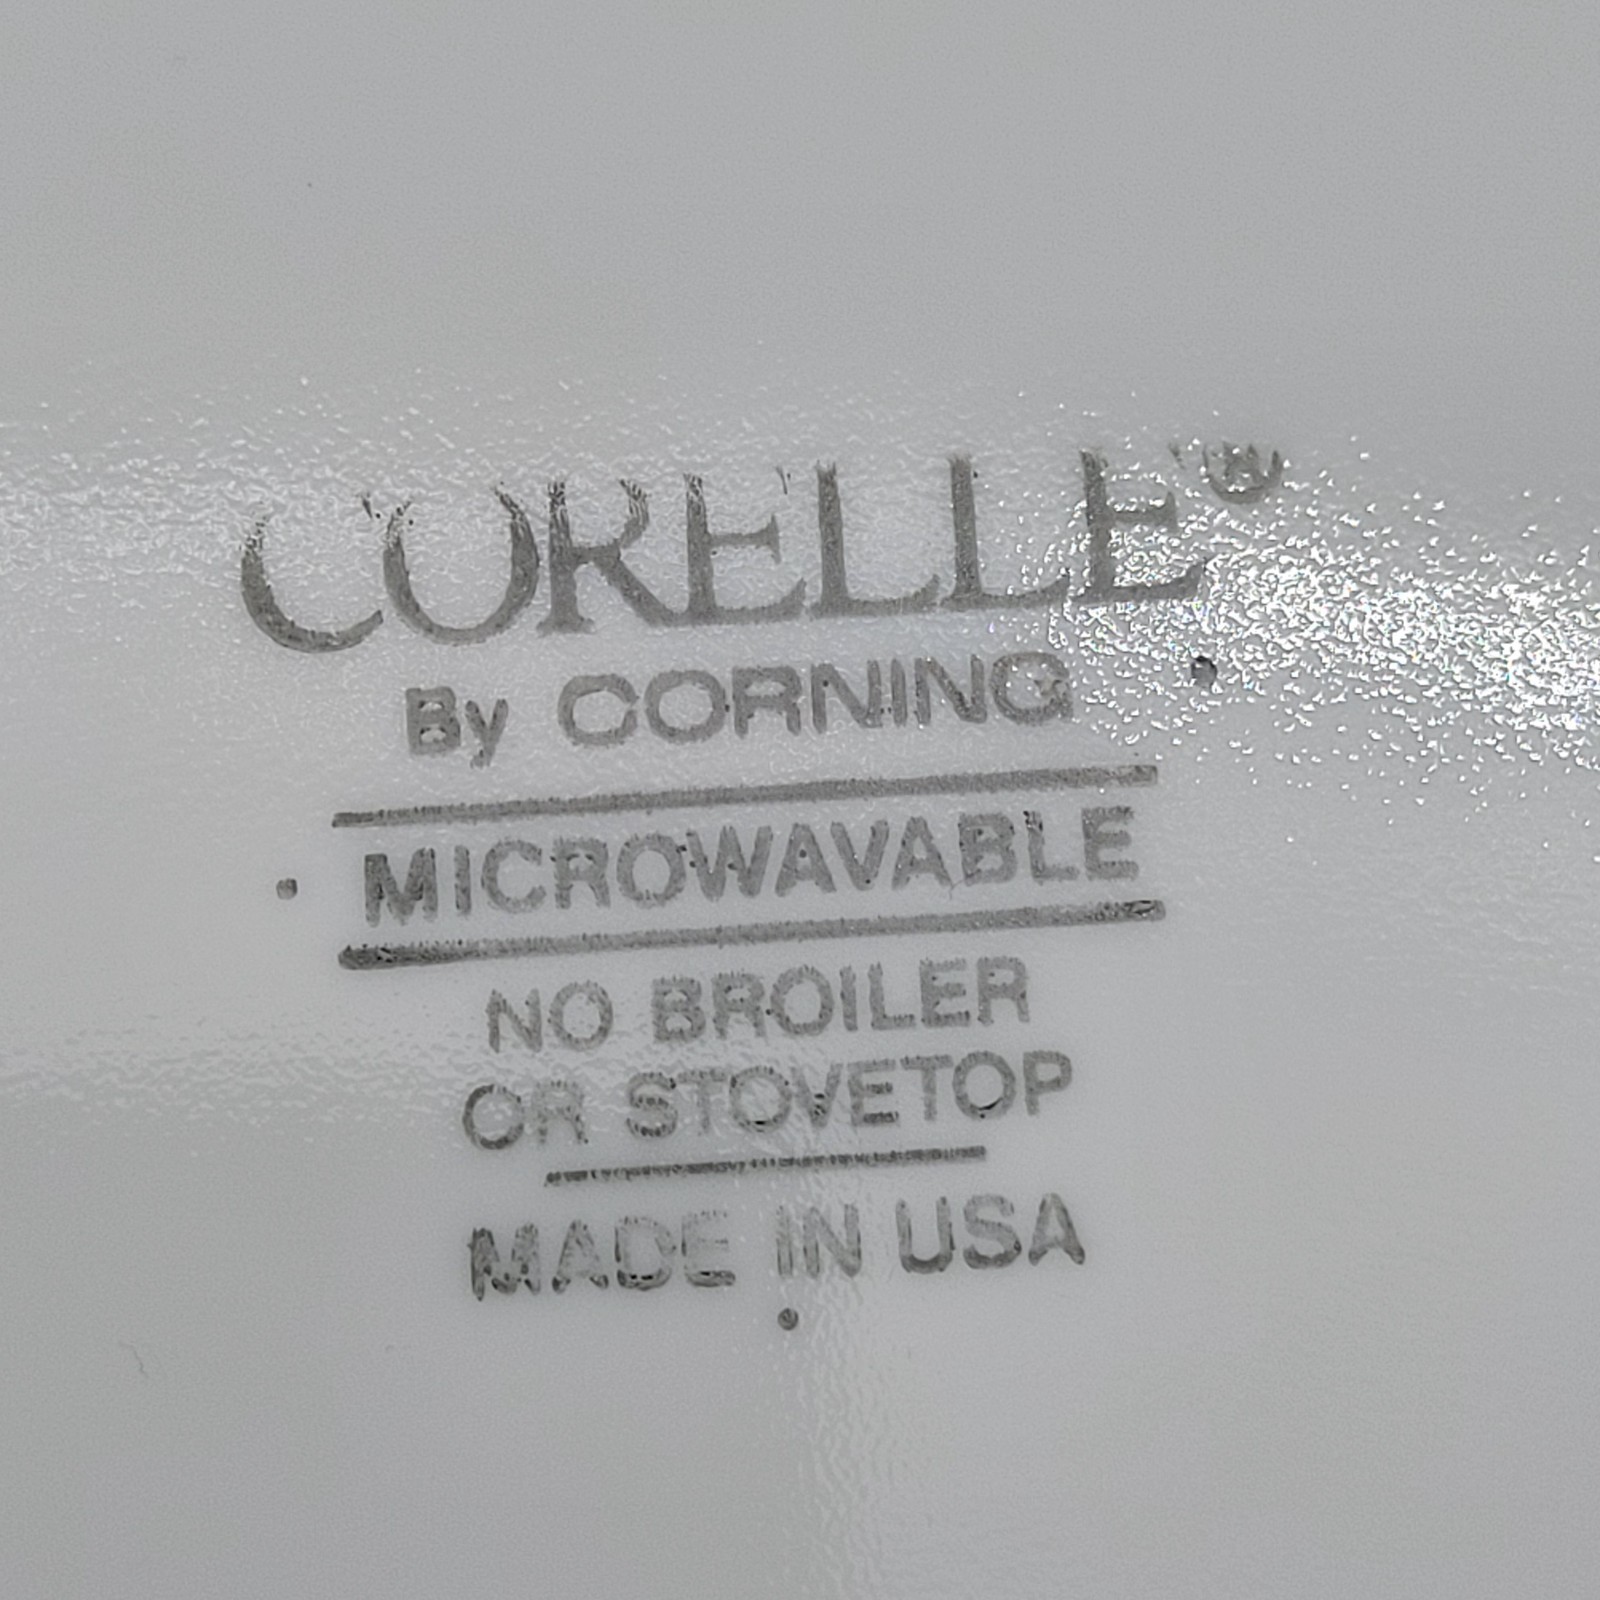 CORELLE®
By CORNING
MICROWAVABLE
NO BROILER
OR STOVETOP
MADE IN USA